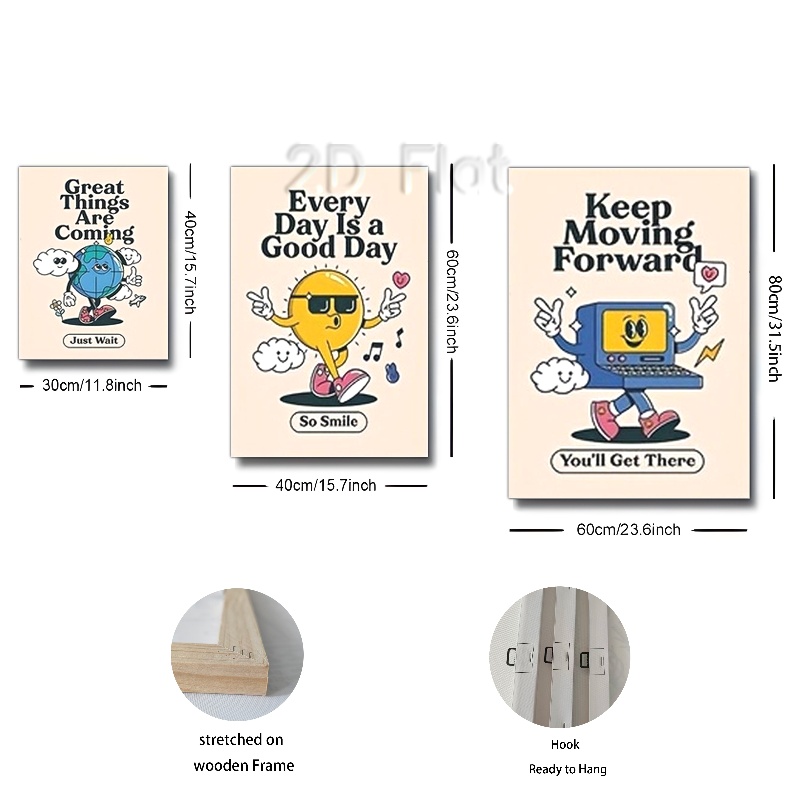 2D Flat
Great
Things
Are
Coming
Just Wait
40cm/15.7inch
30cm/11.8inch
Every
Day Is a
Good Day
So Smile
60cm/23.6inch
40cm/15.7inch
Keep
Moving
Forward
You'll Get There
80cm/31.5inch
60cm/23.6inch
stretched on
wooden Frame
Hook
Ready to Hang